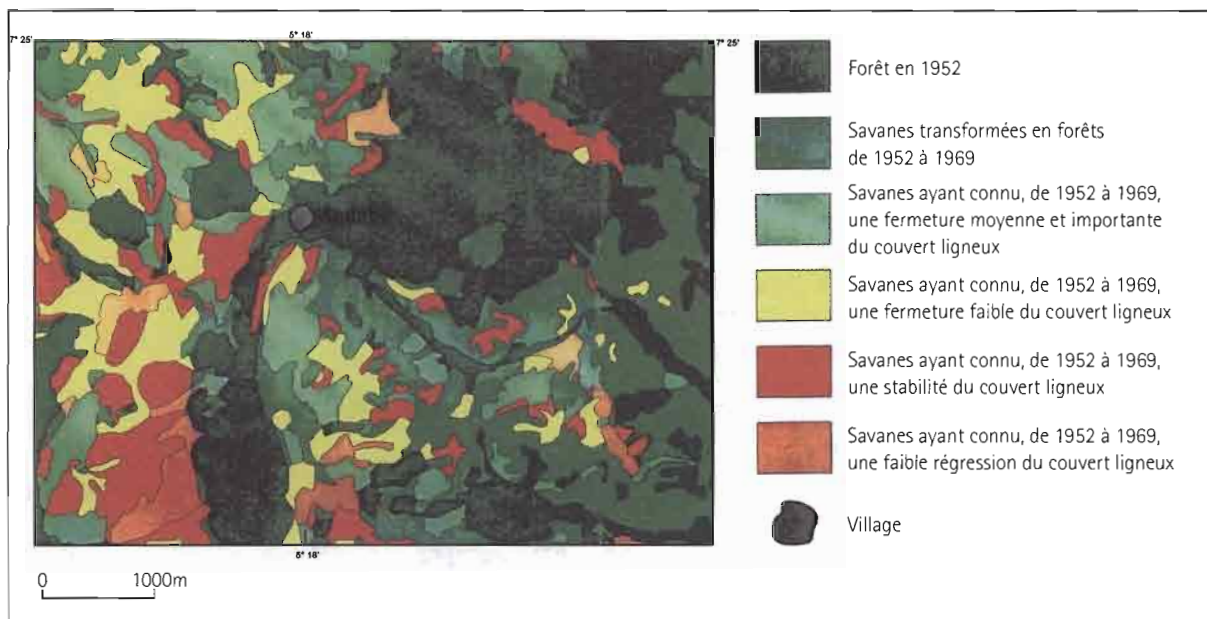 7° 25'
5° 18'
7° 25'
Forêt en 1952
Savanes transformées en forêts
de 1952 à 1969
Savanes ayant connu, de 1952 à 1969,
une fermeture moyenne et importante
du couvert ligneux
Savanes ayant connu, de 1952 à 1969,
une fermeture faible du couvert ligneux
Savanes ayant connu, de 1952 à 1969,
une stabilité du couvert ligneux
Savanes ayant connu, de 1952 à 1969,
une faible régression du couvert ligneux
Village
5° 18'
0 1000m